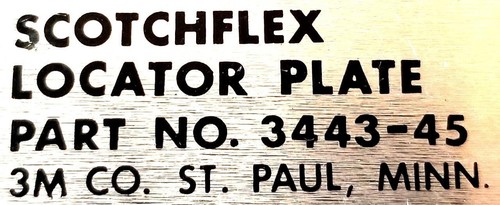 SCOTCHFLEX
LOCATOR PLATE
PART NO. 3443-45
3M CO. ST. PAUL, MINN.